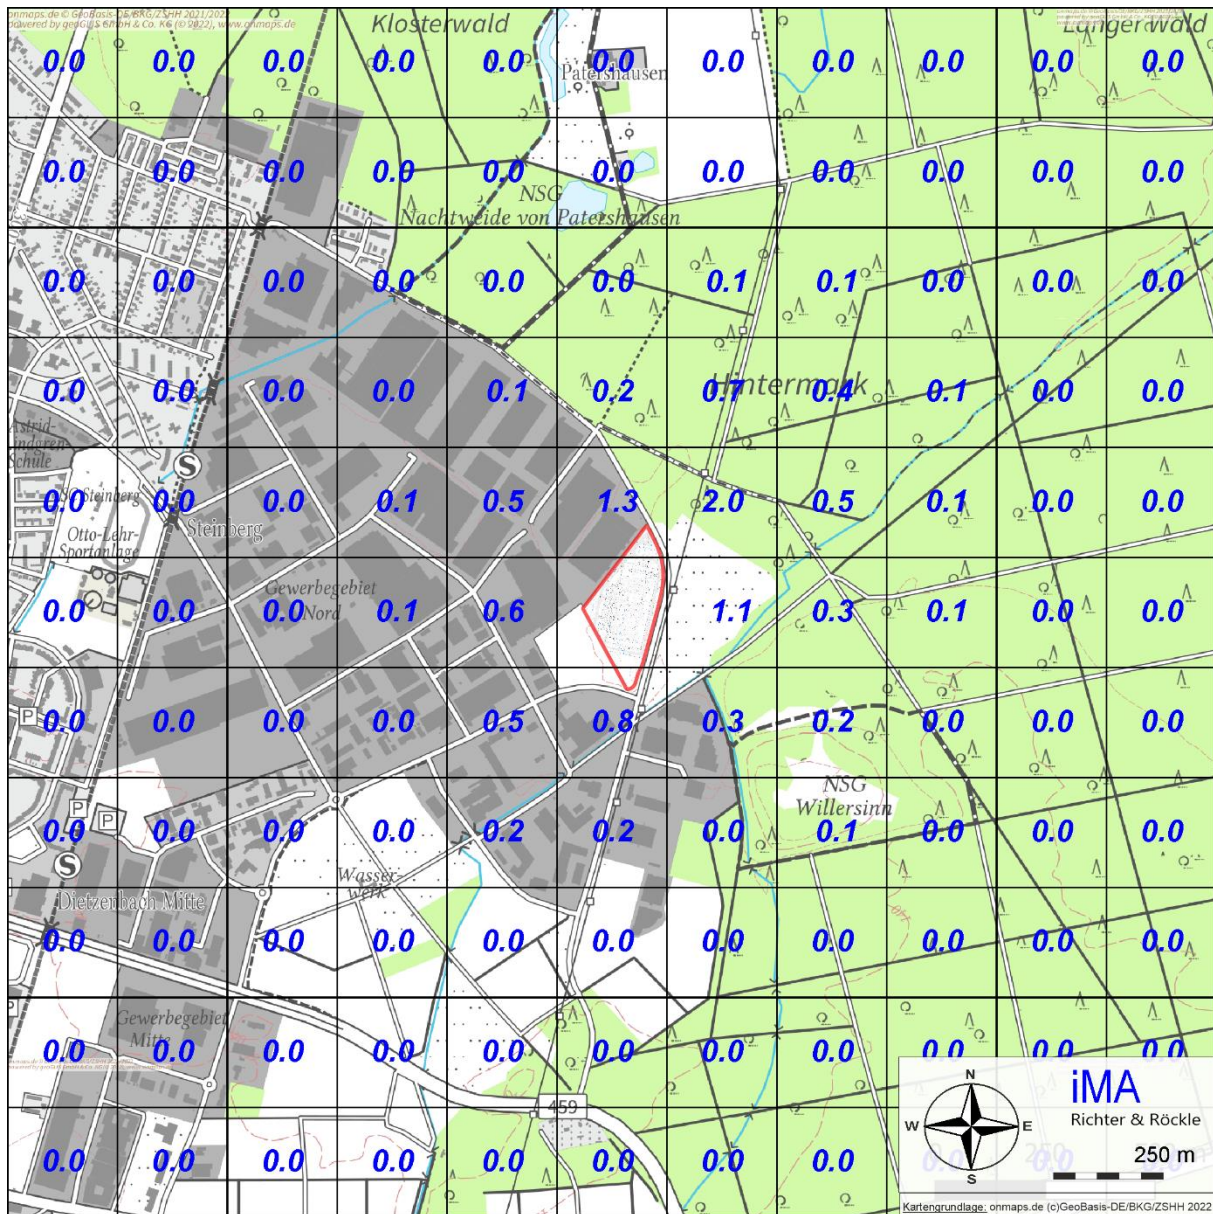 onmaps.de © GeoBasis-DE/BKG/ZSHH 2021/202
powered by geoGLIS GmbH & Co. KG (© 2022), www.onmaps.de
Klosterwald
Langerwald
0.0 0.0 0.0 0.0 0.0 0.0 0.0 0.0 0.0 0.0 0.0
Patershausen
0.0 0.0 0.0 0.0 0.0 0.0 0.0 0.0 0.0 0.0 0.0
NSG
Nachtweide von Patershausen
0.0 0.0 0.0 0.0 0.0 0.0 0.1 0.1 0.0 0.0 0.0
Hintermark
0.0 0.0 0.0 0.0 0.1 0.2 0.7 0.4 0.1 0.0 0.0
Astrid-
Lindgren-
Schule
S
SC Steinberg
0.0 0.0 0.0 0.1 0.5 1.3 2.0 0.5 0.1 0.0 0.0
Steinberg
Otto-Lehr-
Sportanlage
Gewerbegebiet
Nord
0.0 0.0 0.0 0.1 0.6 1.1 0.3 0.1 0.0 0.0
P
0.0 0.0 0.0 0.0 0.5 0.8 0.3 0.2 0.0 0.0 0.0
NSG
Willersinn
P
P
0.0 0.0 0.0 0.0 0.2 0.2 0.0 0.1 0.0 0.0 0.0
S
Wasser-
werk
Dietzenbach Mitte
0.0 0.0 0.0 0.0 0.0 0.0 0.0 0.0 0.0 0.0 0.0
P
Gewerbegebiet
Mitte
0.0 0.0 0.0 0.0 0.0 0.0 0.0 0.0 0.0 0.0 0.0
459
0.0 0.0 0.0 0.0 0.0 0.0 0.0 0.0 0.0 0.0 0.0
N
W E
S
iMA
Richter & Röckle
250 m
Kartengrundlage: onmaps.de (c)GeoBasis-DE/BKG/ZSHH 2022